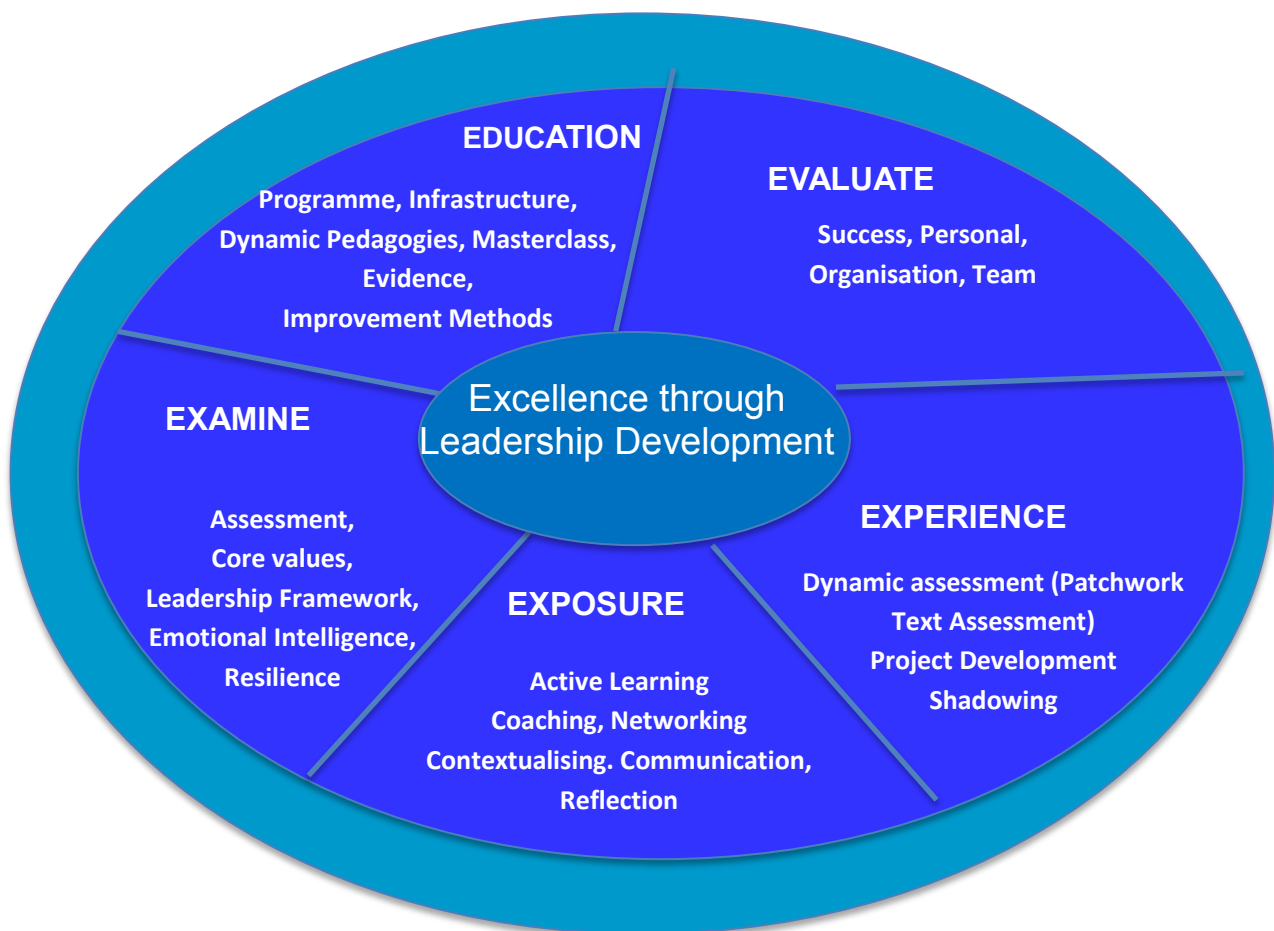 EDUCATION
Programme, Infrastructure,
Dynamic Pedagogies, Masterclass,
Evidence,
Improvement Methods
EVALUATE
Success, Personal,
Organisation, Team
Excellence through
Leadership Development
EXAMINE
Assessment,
Core values,
Leadership Framework,
Emotional Intelligence,
Resilience
EXPOSURE
Active Learning
Coaching, Networking
Contextualising. Communication,
Reflection
EXPERIENCE
Dynamic assessment (Patchwork
Text Assessment)
Project Development
Shadowing